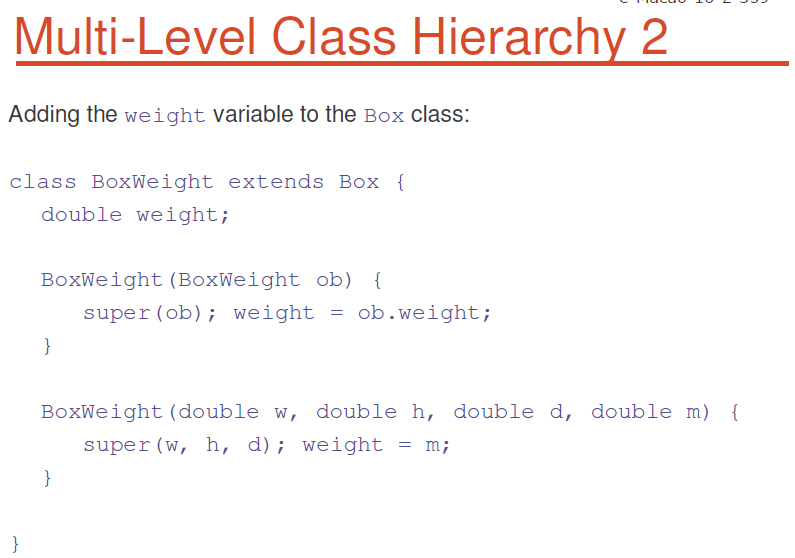 Multi-Level Class Hierarchy 2
Adding the weight variable to the Box class:
class BoxWeight extends Box {
double weight;
BoxWeight(BoxWeight ob) {
super(ob); weight = ob.weight;
}
BoxWeight(double w, double h, double d, double m) {
super(w, h, d); weight = m;
}
}